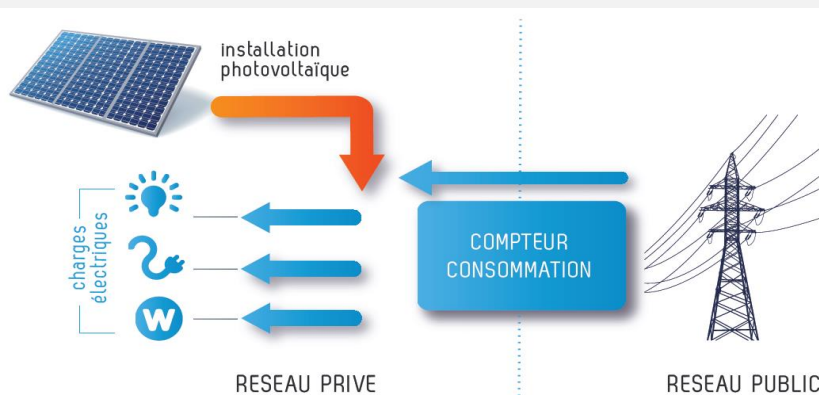 installation
photovoltaïque
charges
électriques
W
COMPTEUR
CONSOMMATION
RESEAU PRIVE
RESEAU PUBLIC